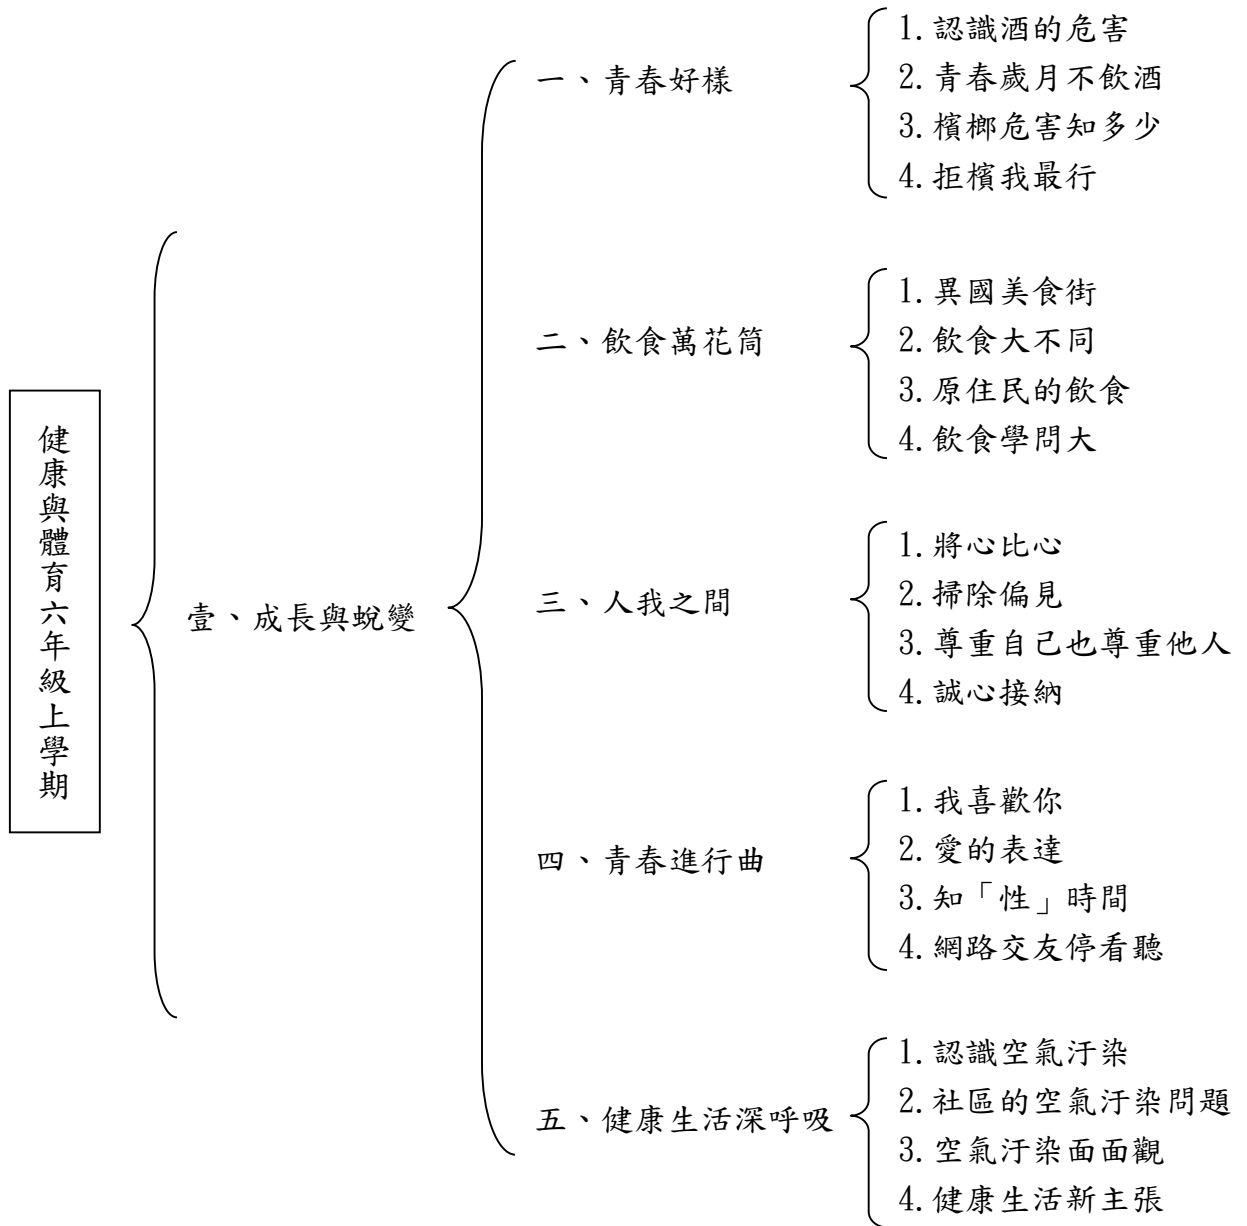 健康與體育六年級上學期
壹、成長與蛻變
一、青春好樣
1.認識酒的危害
2.青春歲月不飲酒
3.檳榔危害知多少
4.拒檳我最行
二、飲食萬花筒
1.異國美食街
2.飲食大不同
3.原住民的飲食
4.飲食學問大
三、人我之間
1.將心比心
2.掃除偏見
3.尊重自己也尊重他人
4.誠心接納
四、青春進行曲
1.我喜歡你
2.愛的表達
3.知「性」時間
4.網路交友停看聽
五、健康生活深呼吸
1.認識空氣汙染
2.社區的空氣汙染問題
3.空氣汙染面面觀
4.健康生活新主張